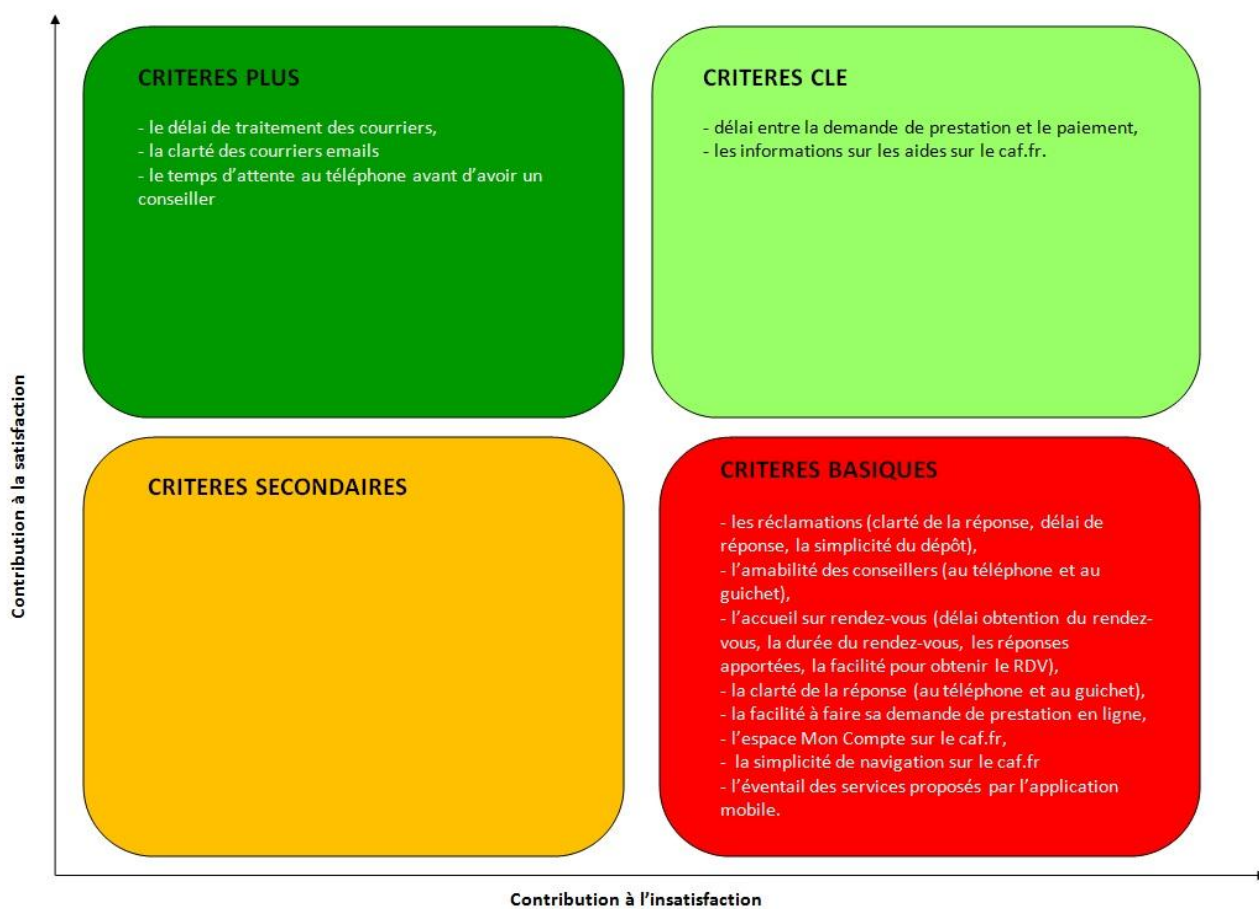 Contribution à la satisfaction
CRITERES PLUS
- le délai de traitement des courriers,
- la clarté des courriers emails
- le temps d’attente au téléphone avant d’avoir un
conseiller
CRITERES CLE
- délai entre la demande de prestation et le paiement,
- les informations sur les aides sur le caf.fr.
CRITERES SECONDAIRES
CRITERES BASIQUES
- les réclamations (clarté de la réponse, délai de
réponse, la simplicité du dépôt),
- l’amabilité des conseillers (au téléphone et au
guichet),
- l’accueil sur rendez-vous (délai obtention du rendez-
vous, la durée du rendez-vous, les réponses
apportées, la facilité pour obtenir le RDV),
- la clarté de la réponse (au téléphone et au guichet),
- la facilité à faire sa demande de prestation en ligne,
- l’espace Mon Compte sur le caf.fr,
- la simplicité de navigation sur le caf.fr
- l’éventail des services proposés par l’application
mobile.
Contribution à l’insatisfaction